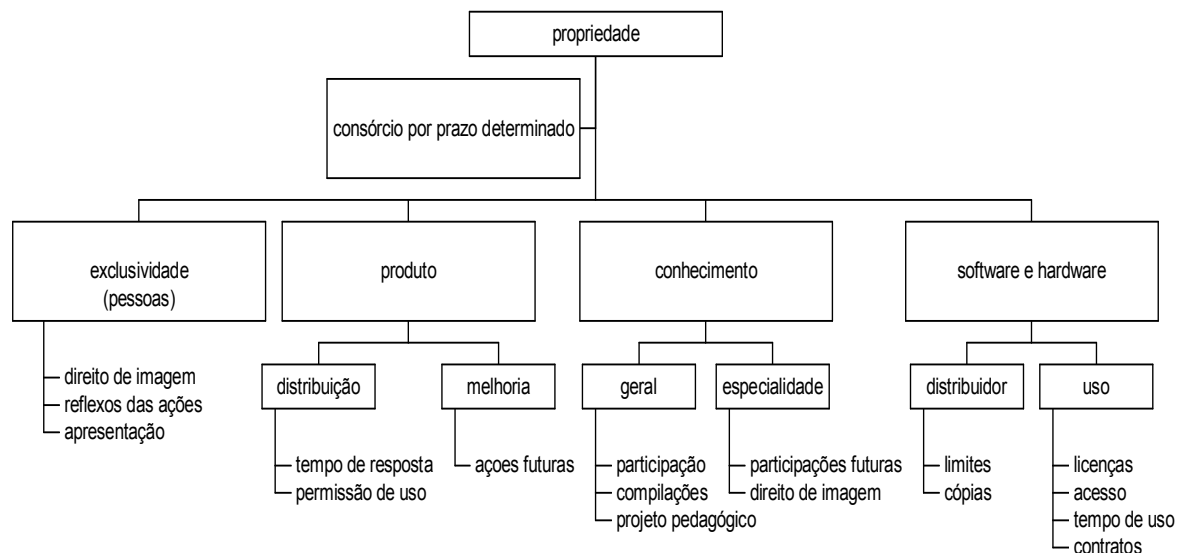 propriedade
consórcio por prazo determinado
exclusividade
(pessoas)
direito de imagem
reflexos das ações
apresentação
produto
distribuição
tempo de resposta
permissão de uso
melhoria
açoes futuras
conhecimento
geral
participação
compilações
projeto pedagógico
especialidade
participações futuras
direito de imagem
software e hardware
distribuidor
limites
cópias
uso
licenças
acesso
tempo de uso
contratos